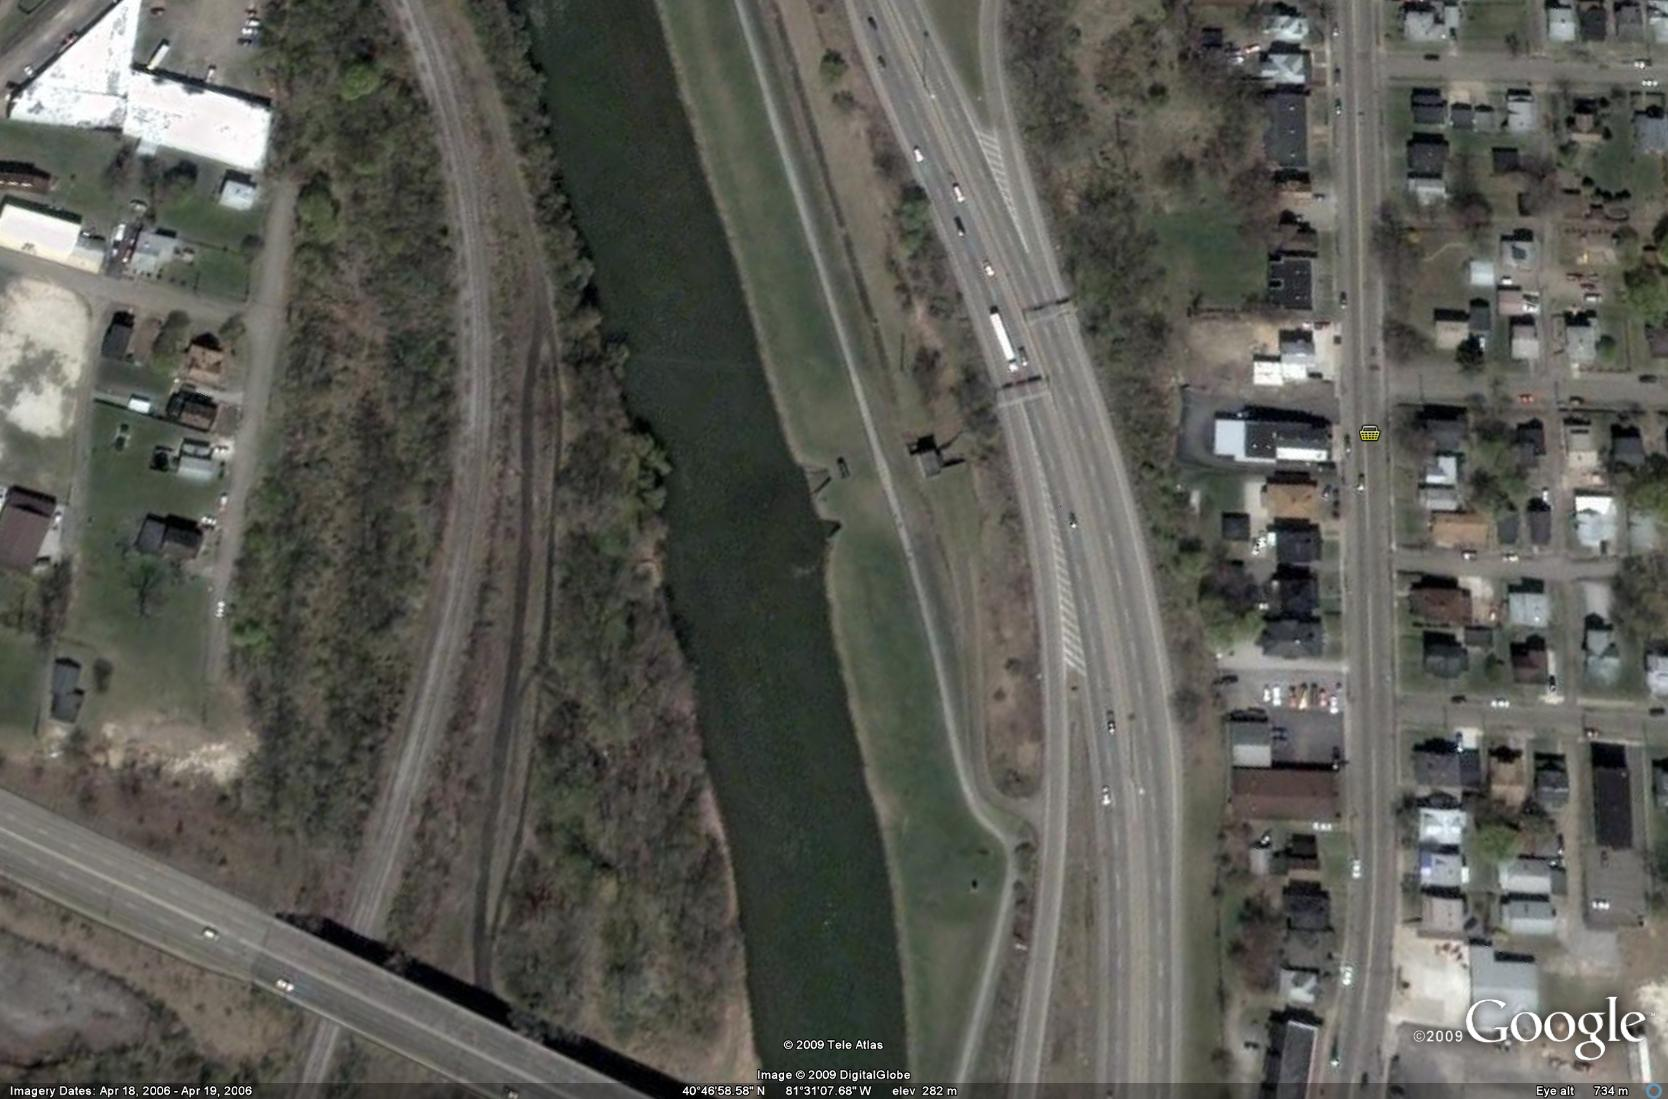 ©2009 Google™
© 2009 Tele Atlas
Image © 2009 DigitalGlobe
Imagery Dates: Apr 18, 2006 - Apr 19, 2006 40°46'58.58" N 81°31'07.68" W elev 282 m Eye alt 734 m